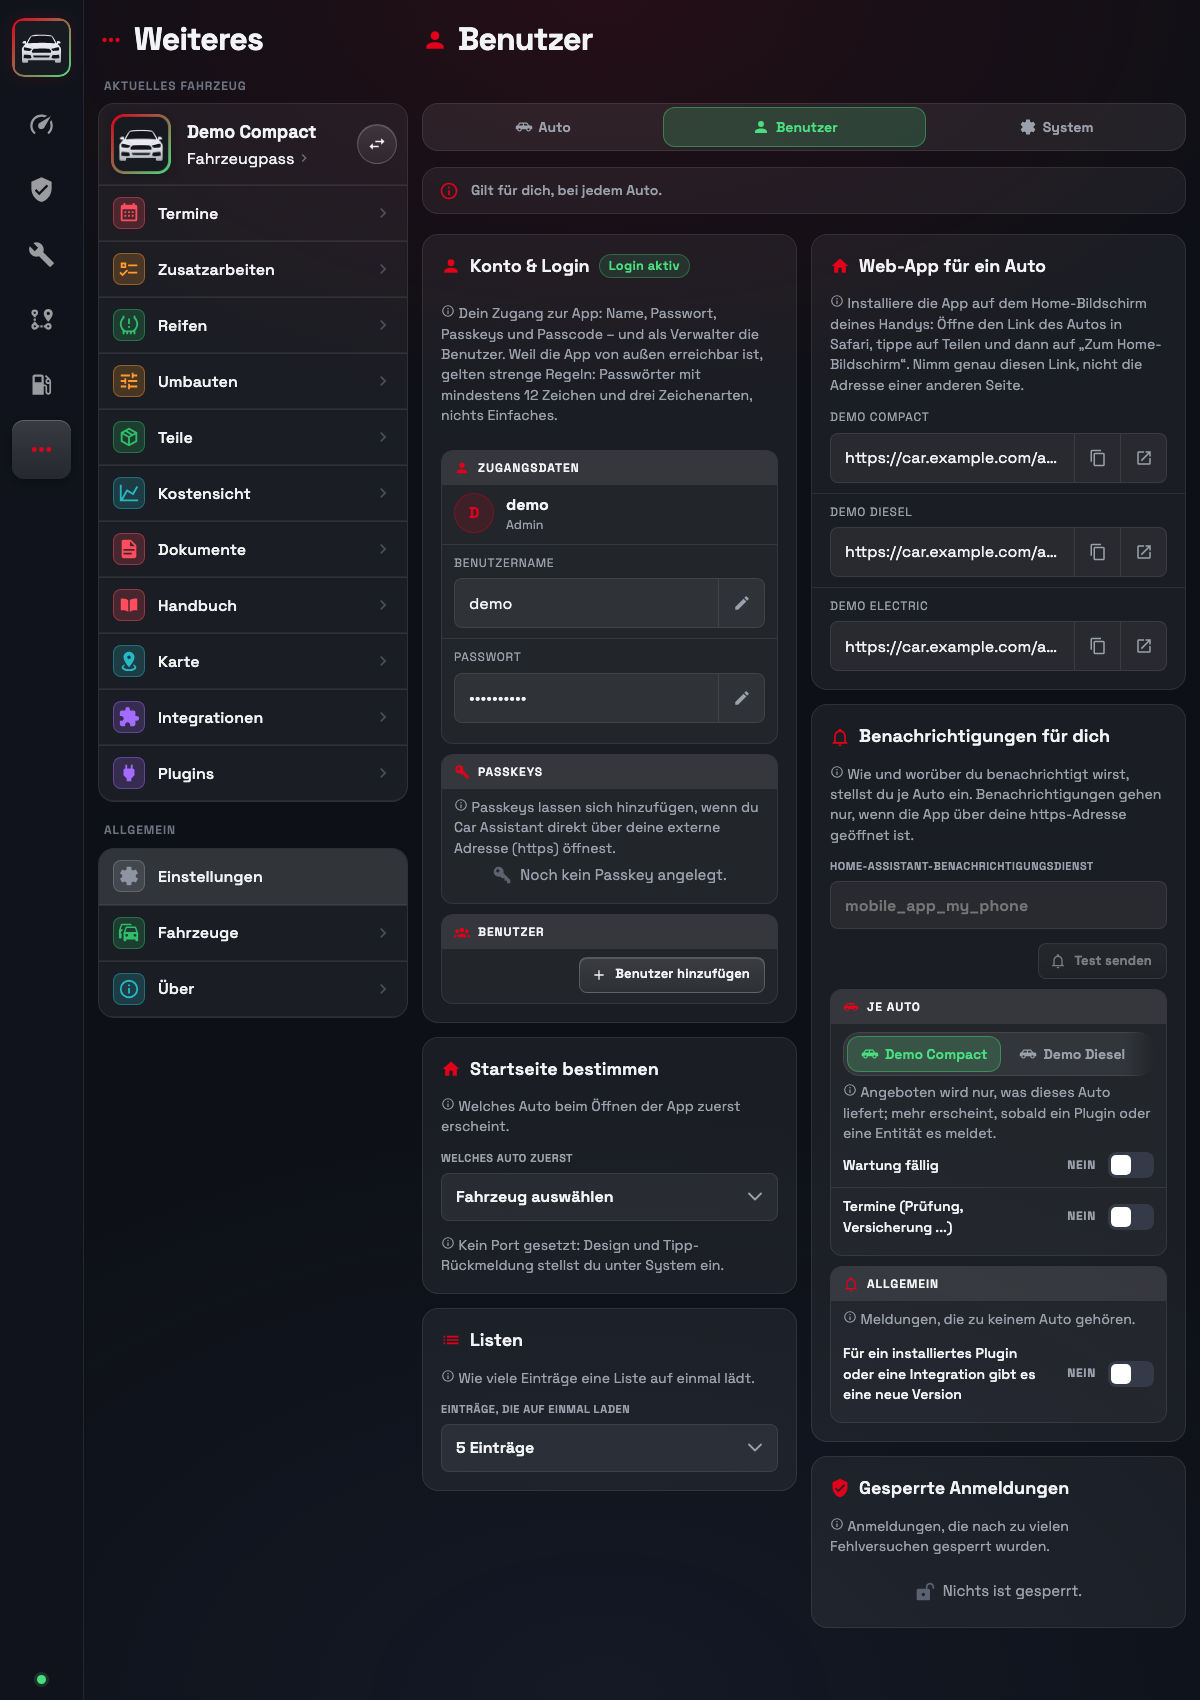 Weiteres
AKTUELLES FAHRZEUG
Demo Compact
Fahrzeugpass
Termine
Zusatzarbeiten
Reifen
Umbauten
Teile
Kostensicht
Dokumente
Handbuch
Karte
Integrationen
Plugins
ALLGEMEIN
Einstellungen
Fahrzeuge
Über
Benutzer
Auto
Benutzer
System
Gilt für dich, bei jedem Auto.
Konto & Login
Login aktiv
Dein Zugang zur App: Name, Passwort,
Passkeys und Passcode – und als Verwalter die
Benutzer. Weil die App von außen erreichbar ist,
gelten strenge Regeln: Passwörter mit
mindestens 12 Zeichen und drei Zeichenarten,
nichts Einfaches.
ZUGANGSDATEN
D
demo
Admin
BENUTZERNAME
demo
PASSWORT
••••••••••
PASSKEYS
Passkeys lassen sich hinzufügen, wenn du
Car Assistant direkt über deine externe
Adresse (https) öffnest.
Noch kein Passkey angelegt.
BENUTZER
Benutzer hinzufügen
Startseite bestimmen
Welches Auto beim Öffnen der App zuerst
erscheint.
WELCHES AUTO ZUERST
Fahrzeug auswählen
Kein Port gesetzt: Design und Tipp-
Rückmeldung stellst du unter System ein.
Listen
Wie viele Einträge eine Liste auf einmal lädt.
EINTRÄGE, DIE AUF EINMAL LADEN
5 Einträge
Web-App für ein Auto
Installiere die App auf dem Home-Bildschirm
deines Handys: Öffne den Link des Autos in
Safari, tippe auf Teilen und dann auf „Zum Home-
Bildschirm“. Nimm genau diesen Link, nicht die
Adresse einer anderen Seite.
DEMO COMPACT
https://car.example.com/a...
DEMO DIESEL
https://car.example.com/a...
DEMO ELECTRIC
https://car.example.com/a...
Benachrichtigungen für dich
Wie und worüber du benachrichtigt wirst,
stellst du je Auto ein. Benachrichtigungen gehen
nur, wenn die App über deine https-Adresse
geöffnet ist.
HOME-ASSISTANT-BENACHRICHTIGUNGSDIENST
mobile_app_my_phone
Test senden
JE AUTO
Demo Compact
Demo Diesel
Angeboten wird nur, was dieses Auto
liefert; mehr erscheint, sobald ein Plugin oder
eine Entität es meldet.
Wartung fällig
NEIN
Termine (Prüfung,
Versicherung ...)
NEIN
ALLGEMEIN
Meldungen, die zu keinem Auto gehören.
Für ein installiertes Plugin
oder eine Integration gibt es
eine neue Version
NEIN
Gesperrte Anmeldungen
Anmeldungen, die nach zu vielen
Fehlversuchen gesperrt wurden.
Nichts ist gesperrt.